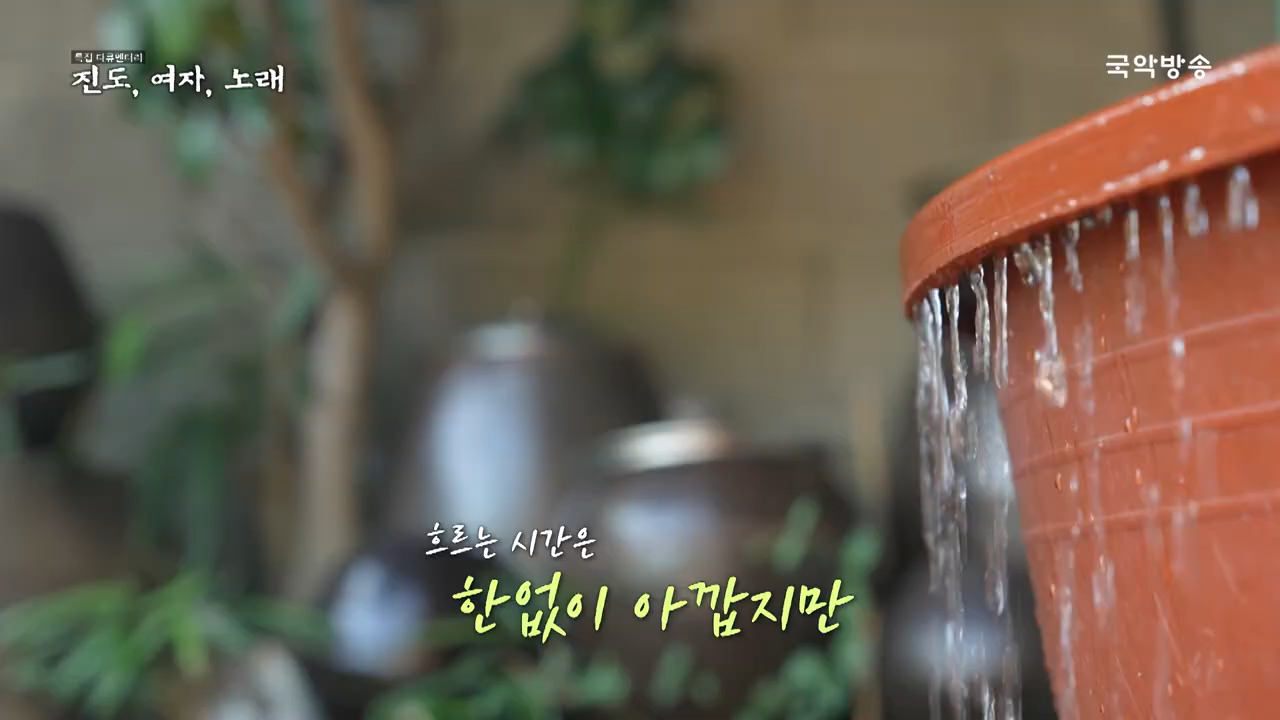 특집 다큐멘터리
진도, 여자, 노래
국악방송
흐르는 시간은
한없이 아깝지만